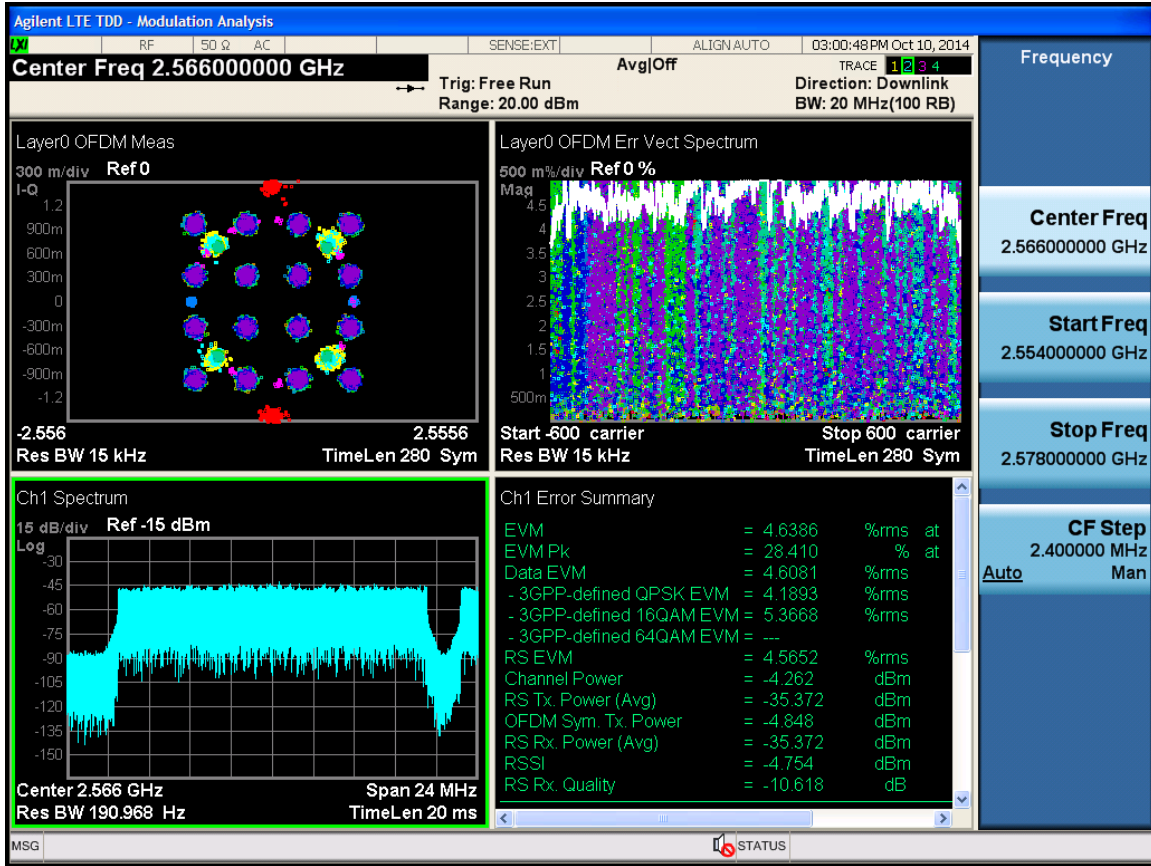 Agilent LTE TDD - Modulation Analysis
LXI RF 50 Ω AC SENSE:EXT ALIGN AUTO 03:00:48 PM Oct 10, 2014
Center Freq 2.566000000 GHz
Avg|Off
TRACE 1 2 3 4
Trig: Free Run
Direction: Downlink
Range: 20.00 dBm
BW: 20 MHz(100 RB)
Layer0 OFDM Meas
300 m/div Ref 0
I-Q
1.2
900m
600m
300m
0
-300m
-600m
-900m
-1.2
-2.556 2.5556
Res BW 15 kHz TimeLen 280 Sym
Layer0 OFDM Err Vect Spectrum
500 m%/div Ref 0 %
Mag
4.5
4
3.5
3
2.5
2
1.5
1
500m
Start -600 carrier Stop 600 carrier
Res BW 15 kHz TimeLen 280 Sym
Ch1 Spectrum
15 dB/div Ref -15 dBm
Log
-30
-45
-60
-75
-90
-105
-120
-135
-150
Center 2.566 GHz Span 24 MHz
Res BW 190.968 Hz TimeLen 20 ms
Ch1 Error Summary
EVM = 4.6386 %rms at
EVM Pk = 28.410 % at
Data EVM = 4.6081 %rms
- 3GPP-defined QPSK EVM = 4.1893 %rms
- 3GPP-defined 16QAM EVM = 5.3668 %rms
- 3GPP-defined 64QAM EVM = ---
RS EVM = 4.5652 %rms
Channel Power = -4.262 dBm
RS Tx. Power (Avg) = -35.372 dBm
OFDM Sym. Tx. Power = -4.848 dBm
RS Rx. Power (Avg) = -35.372 dBm
RSSI = -4.754 dBm
RS Rx. Quality = -10.618 dB
MSG
STATUS
Frequency
Center Freq
2.566000000 GHz
Start Freq
2.554000000 GHz
Stop Freq
2.578000000 GHz
CF Step
2.400000 MHz
Auto Man